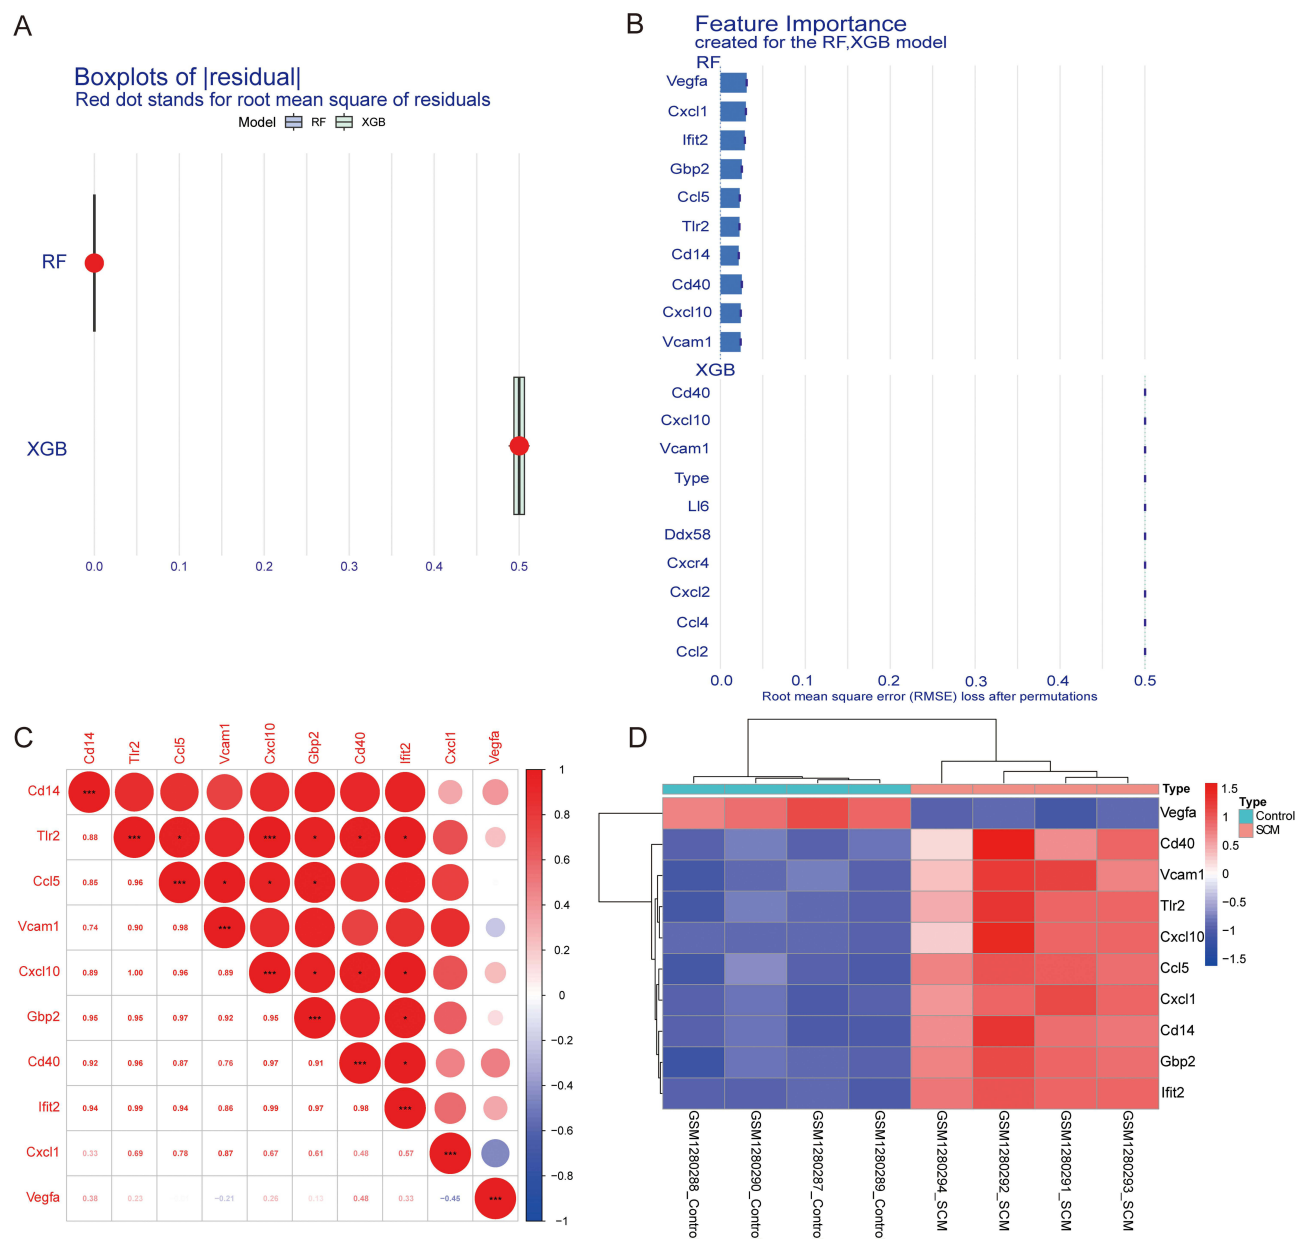 A
Boxplots of |residual|
Red dot stands for root mean square of residuals
Model RF XGB
RF
XGB
0.0 0.1 0.2 0.3 0.4 0.5
B
Feature Importance
created for the RF,XGB model
RF
Vegfa
Cxcl1
Ifit2
Gbp2
Ccl5
Tlr2
Cd14
Cd40
Cxcl10
Vcam1
XGB
Cd40
Cxcl10
Vcam1
Type
Ll6
Ddx58
Cxcr4
Cxcl2
Ccl4
Ccl2
0.0 0.1 0.2 0.3 0.4 0.5
Root mean square error (RMSE) loss after permutations
C
Cd14 Tlr2 Ccl5 Vcam1 Cxcl10 Gbp2 Cd40 Ifit2 Cxcl1 Vegfa
Cd14 ***
Tlr2 0.88 *** * *** * * *
Ccl5 0.85 0.96 *** * * *
Vcam1 0.74 0.90 0.98 ***
Cxcl10 0.89 1.00 0.96 0.89 *** * * *
Gbp2 0.95 0.95 0.97 0.92 0.95 *** *
Cd40 0.92 0.96 0.87 0.76 0.97 0.91 *** *
Ifit2 0.94 0.99 0.94 0.86 0.99 0.97 0.98 ***
Cxcl1 0.33 0.69 0.78 0.87 0.67 0.61 0.48 0.57 ***
Vegfa 0.38 0.23 −0.21 0.26 0.13 0.48 0.33 −0.45 ***
1
0.8
0.6
0.4
0.2
0
−0.2
−0.4
−0.6
−0.8
−1
D
Type
Vegfa
Cd40
Vcam1
Tlr2
Cxcl10
Ccl5
Cxcl1
Cd14
Gbp2
Ifit2
1.5
1
0.5
0
−0.5
−1
−1.5
Type
Control
SCM
GSM1280288_Contro
GSM1280290_Contro
GSM1280287_Contro
GSM1280289_Contro
GSM1280294_SCM
GSM1280292_SCM
GSM1280291_SCM
GSM1280293_SCM